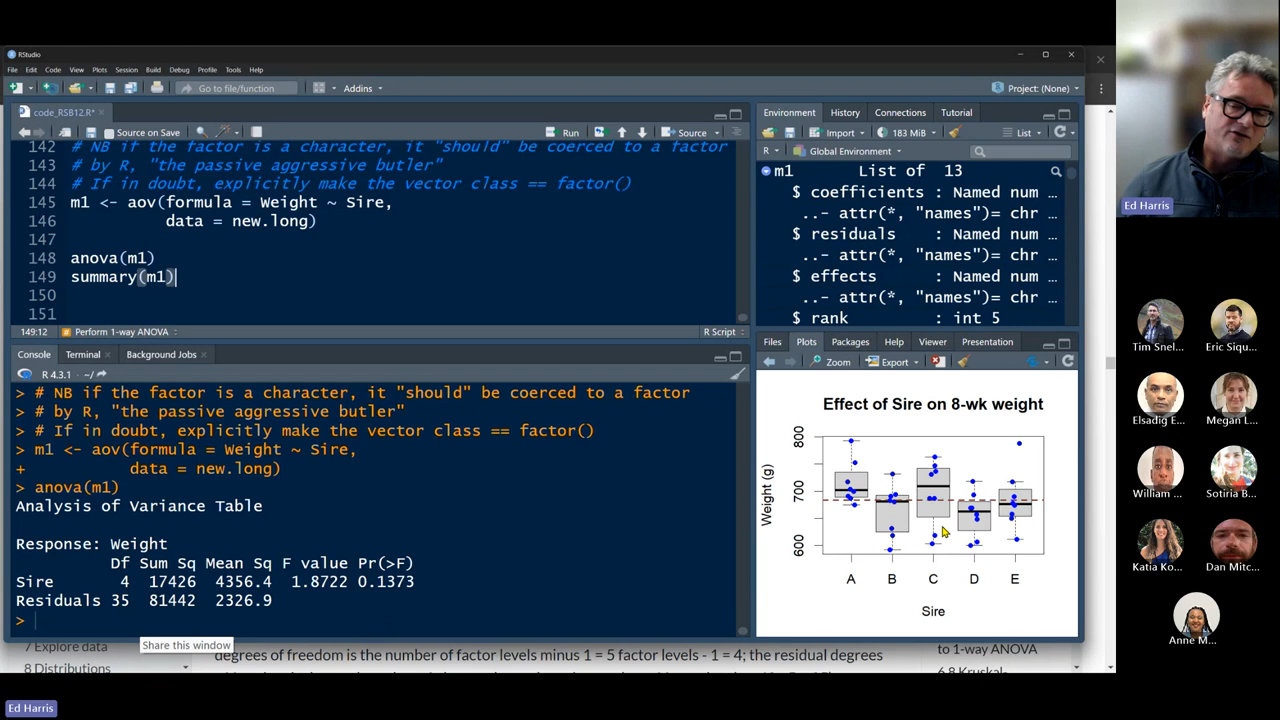 RStudio
File Edit Code View Plots Session Build Debug Profile Tools Help
Go to file/function
Addins
Project: (None)
code_RSB12.R*
Source on Save
Run
Source
142 # NB if the factor is a character, it "should" be coerced to a factor
143 # by R, "the passive aggressive butler"
144 # If in doubt, explicitly make the vector class == factor()
145 m1 <- aov(formula = Weight ~ Sire,
146 data = new.long)
147
148 anova(m1)
149 summary(m1)
150
151
149:12 # Perform 1-way ANOVA
R Script
Console Terminal Background Jobs
R 4.3.1 · ~/
> # NB if the factor is a character, it "should" be coerced to a factor
> # by R, "the passive aggressive butler"
> # If in doubt, explicitly make the vector class == factor()
> m1 <- aov(formula = Weight ~ Sire,
+ data = new.long)
> anova(m1)
Analysis of Variance Table
Response: Weight
Df Sum Sq Mean Sq F value Pr(>F)
Sire 4 17426 4356.4 1.8722 0.1373
Residuals 35 81442 2326.9
>
Environment History Connections Tutorial
Import
183 MiB
List
R Global Environment
m1 List of 13
$ coefficients : Named num ...
..- attr(*, "names")= chr ...
$ residuals : Named num ...
..- attr(*, "names")= chr ...
$ effects : Named num ...
..- attr(*, "names")= chr ...
$ rank : int 5
Files Plots Packages Help Viewer Presentation
Zoom
Export
Effect of Sire on 8-wk weight
Weight (g)
800
700
600
A B C D E
Sire
Share this window
7 Explore data
8 Distributions
degrees of freedom is the number of factor levels minus 1 = 5 factor levels - 1 = 4; the residual degrees
to 1-way ANOVA
6.8 Kruskal-
Ed Harris
Tim Snel...
Eric Siqu...
Elsadig E...
Megan L...
William ...
Sotiria B...
Katia Ko...
Dan Mitc...
Anne M...
Ed Harris